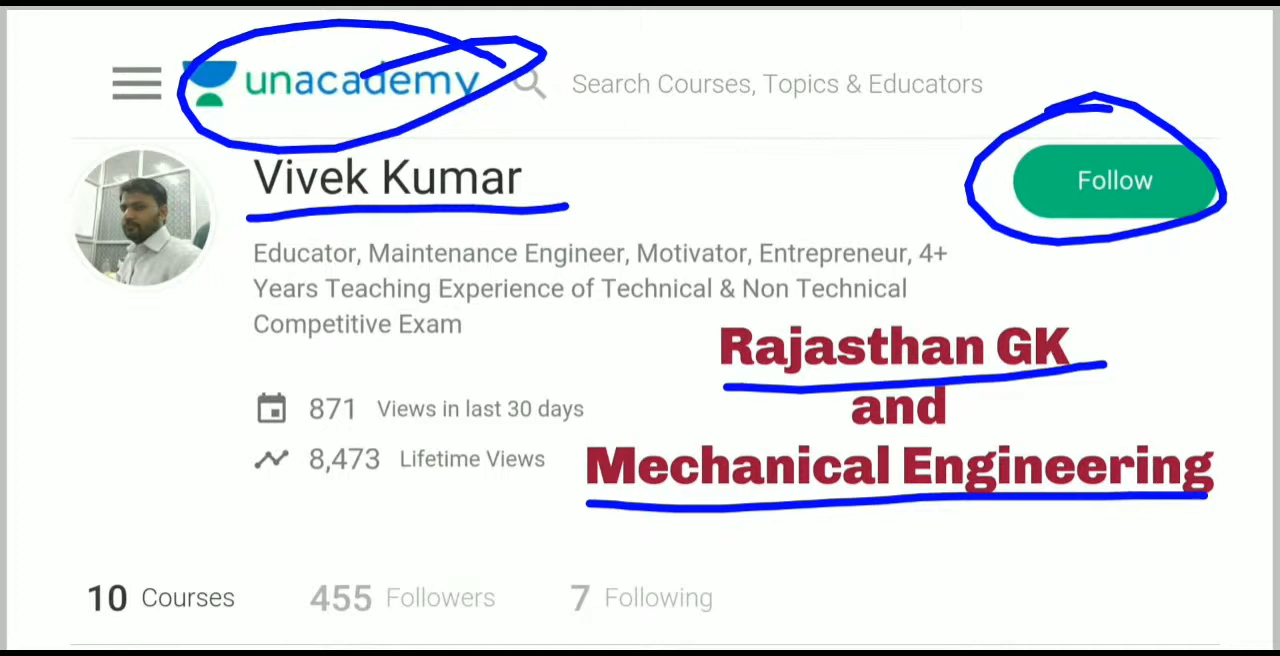 unacademy
Search Courses, Topics & Educators
Vivek Kumar
Follow
Educator, Maintenance Engineer, Motivator, Entrepreneur, 4+
Years Teaching Experience of Technical & Non Technical
Competitive Exam
Rajasthan GK
and
Mechanical Engineering
871 Views in last 30 days
8,473 Lifetime Views
10 Courses 455 Followers 7 Following